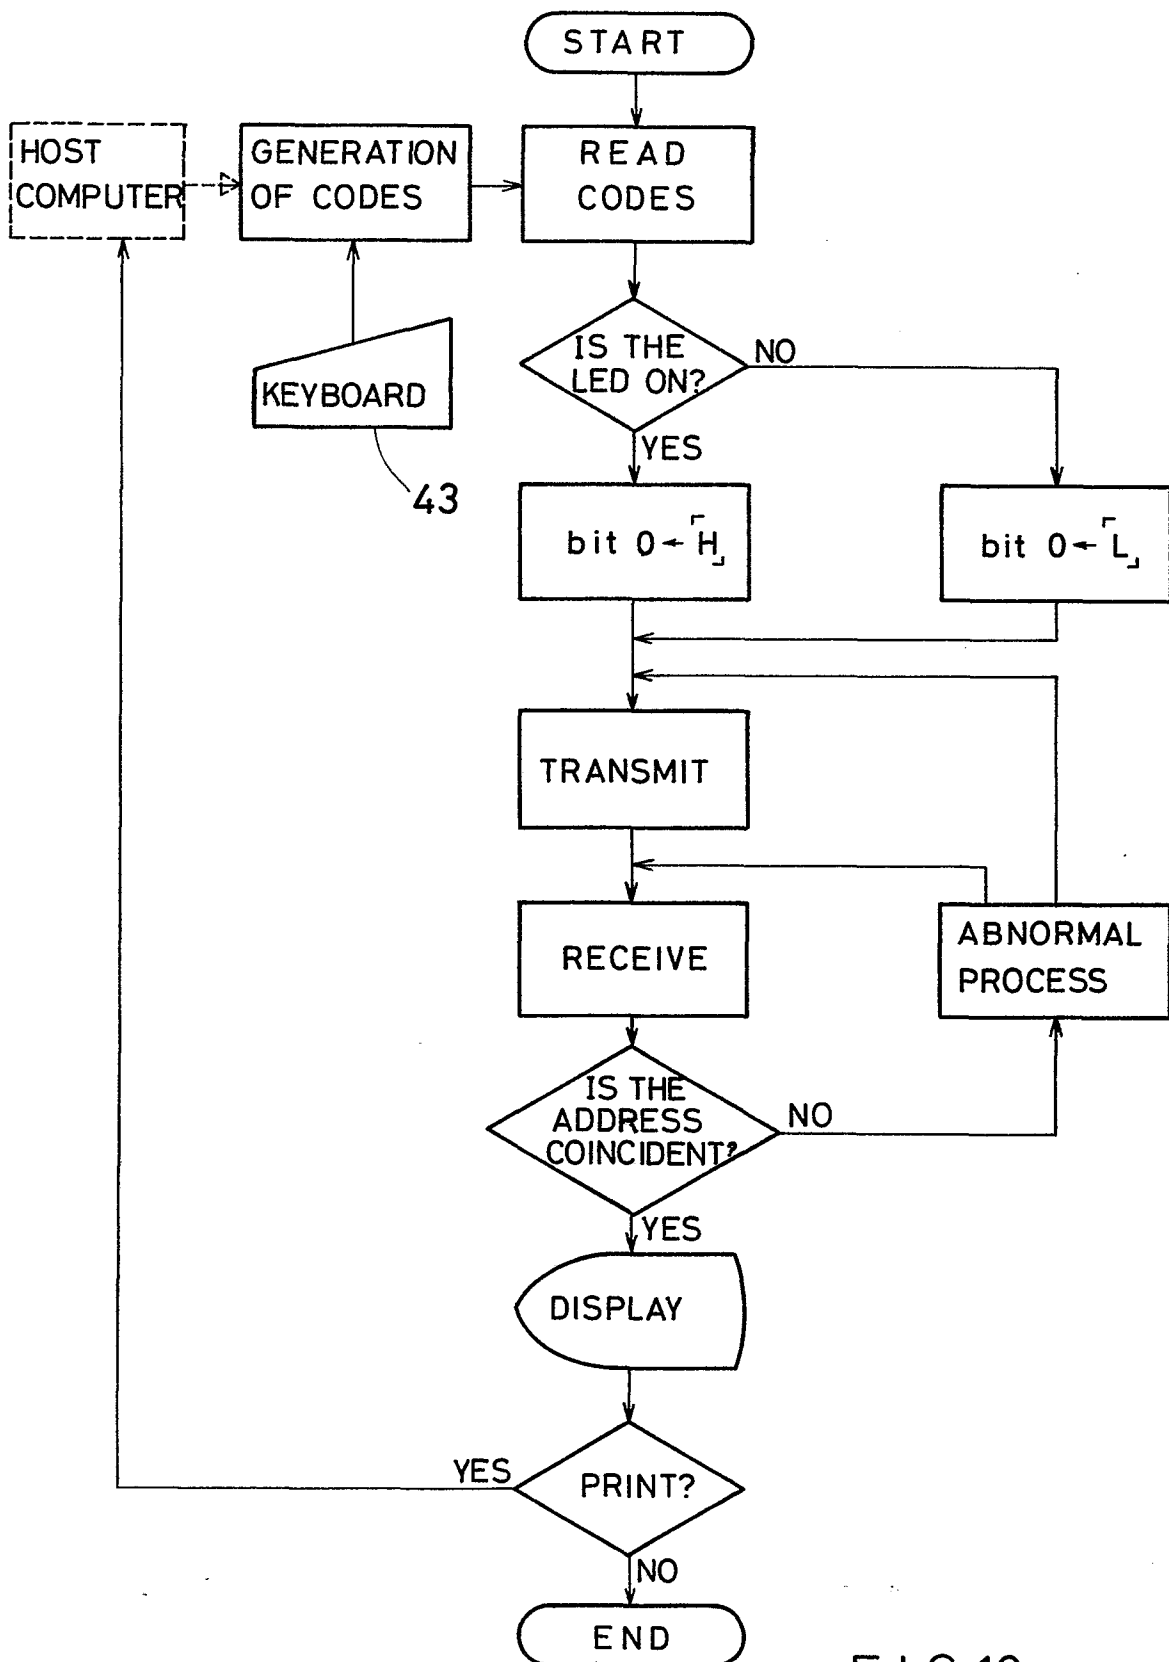 START
HOST
COMPUTER
GENERATION
OF CODES
READ
CODES
IS THE
LED ON?
NO
KEYBOARD
YES
43
bit 0←「H」
bit 0←「L」
TRANSMIT
RECEIVE
ABNORMAL
PROCESS
IS THE
ADDRESS
COINCIDENT?
NO
YES
DISPLAY
YES
PRINT?
NO
END